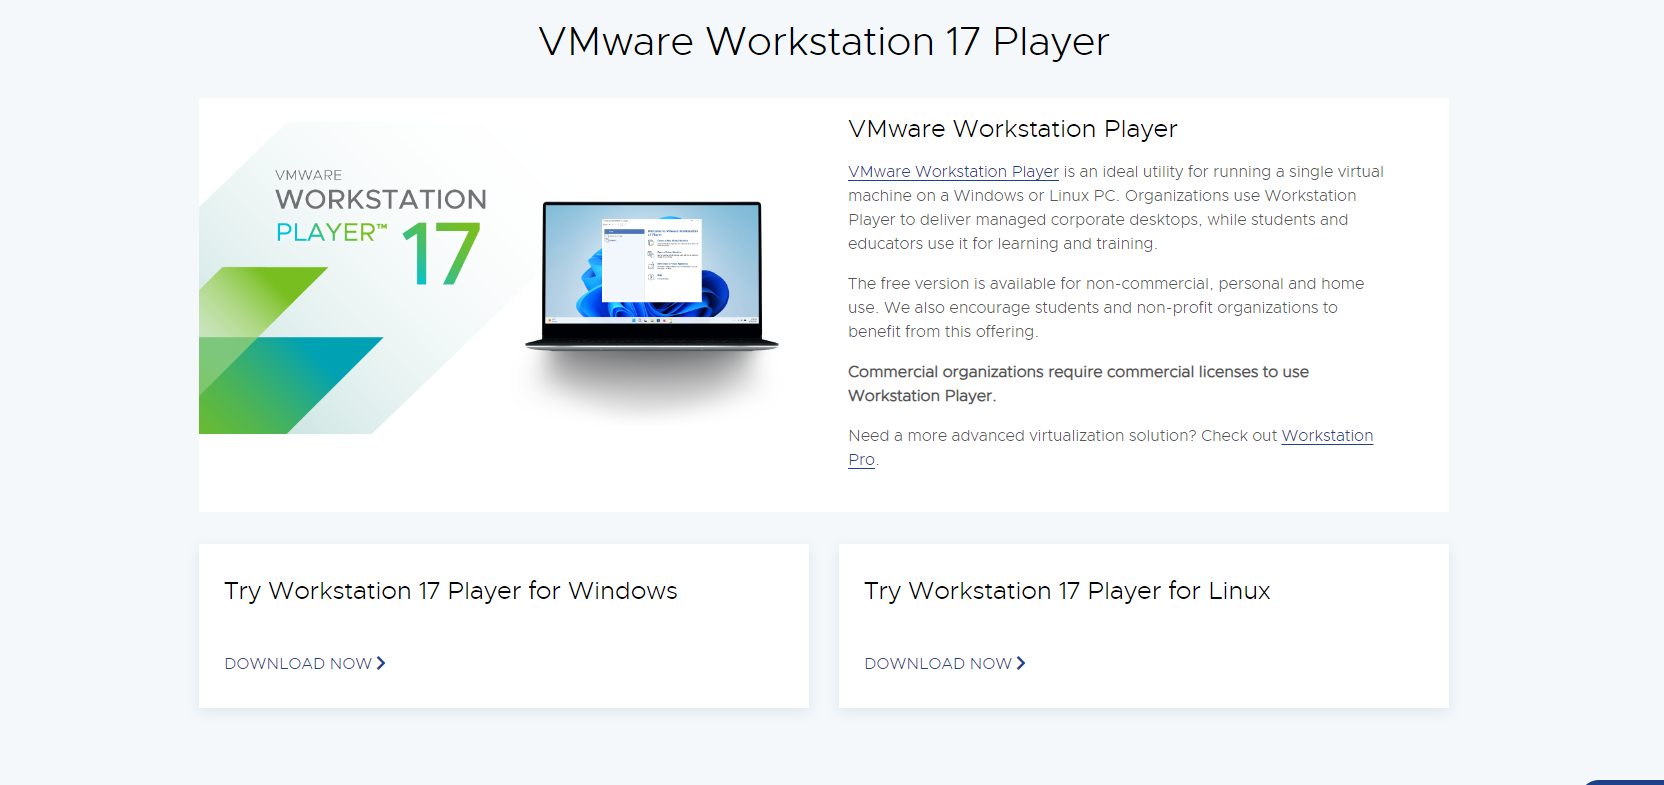 VMware Workstation 17 Player
VMWARE
WORKSTATION
PLAYER™ 17
VMware Workstation Player
VMware Workstation Player is an ideal utility for running a single virtual
machine on a Windows or Linux PC. Organizations use Workstation
Player to deliver managed corporate desktops, while students and
educators use it for learning and training.
The free version is available for non-commercial, personal and home
use. We also encourage students and non-profit organizations to
benefit from this offering.
Commercial organizations require commercial licenses to use
Workstation Player.
Need a more advanced virtualization solution? Check out Workstation
Pro.
Try Workstation 17 Player for Windows
DOWNLOAD NOW
Try Workstation 17 Player for Linux
DOWNLOAD NOW